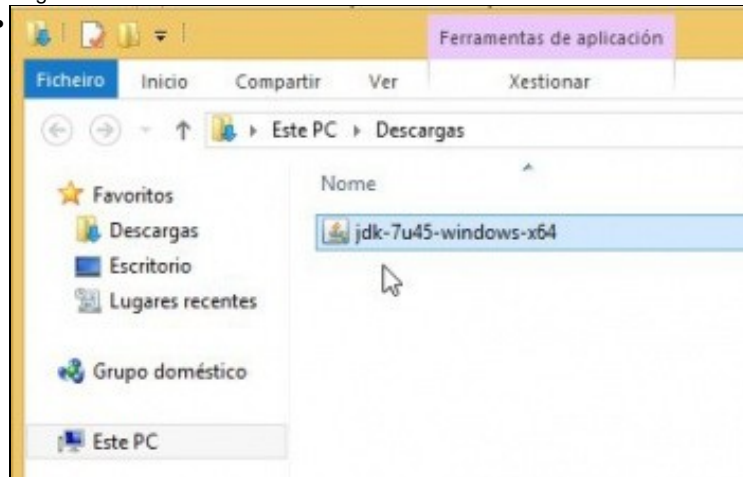 Ferramentas de aplicación
Ficheiro Inicio Compartir Ver Xestionar
Este PC Descargas
Favoritos
Descargas
Escritorio
Lugares recentes
Grupo doméstico
Este PC
Nome
jdk-7u45-windows-x64